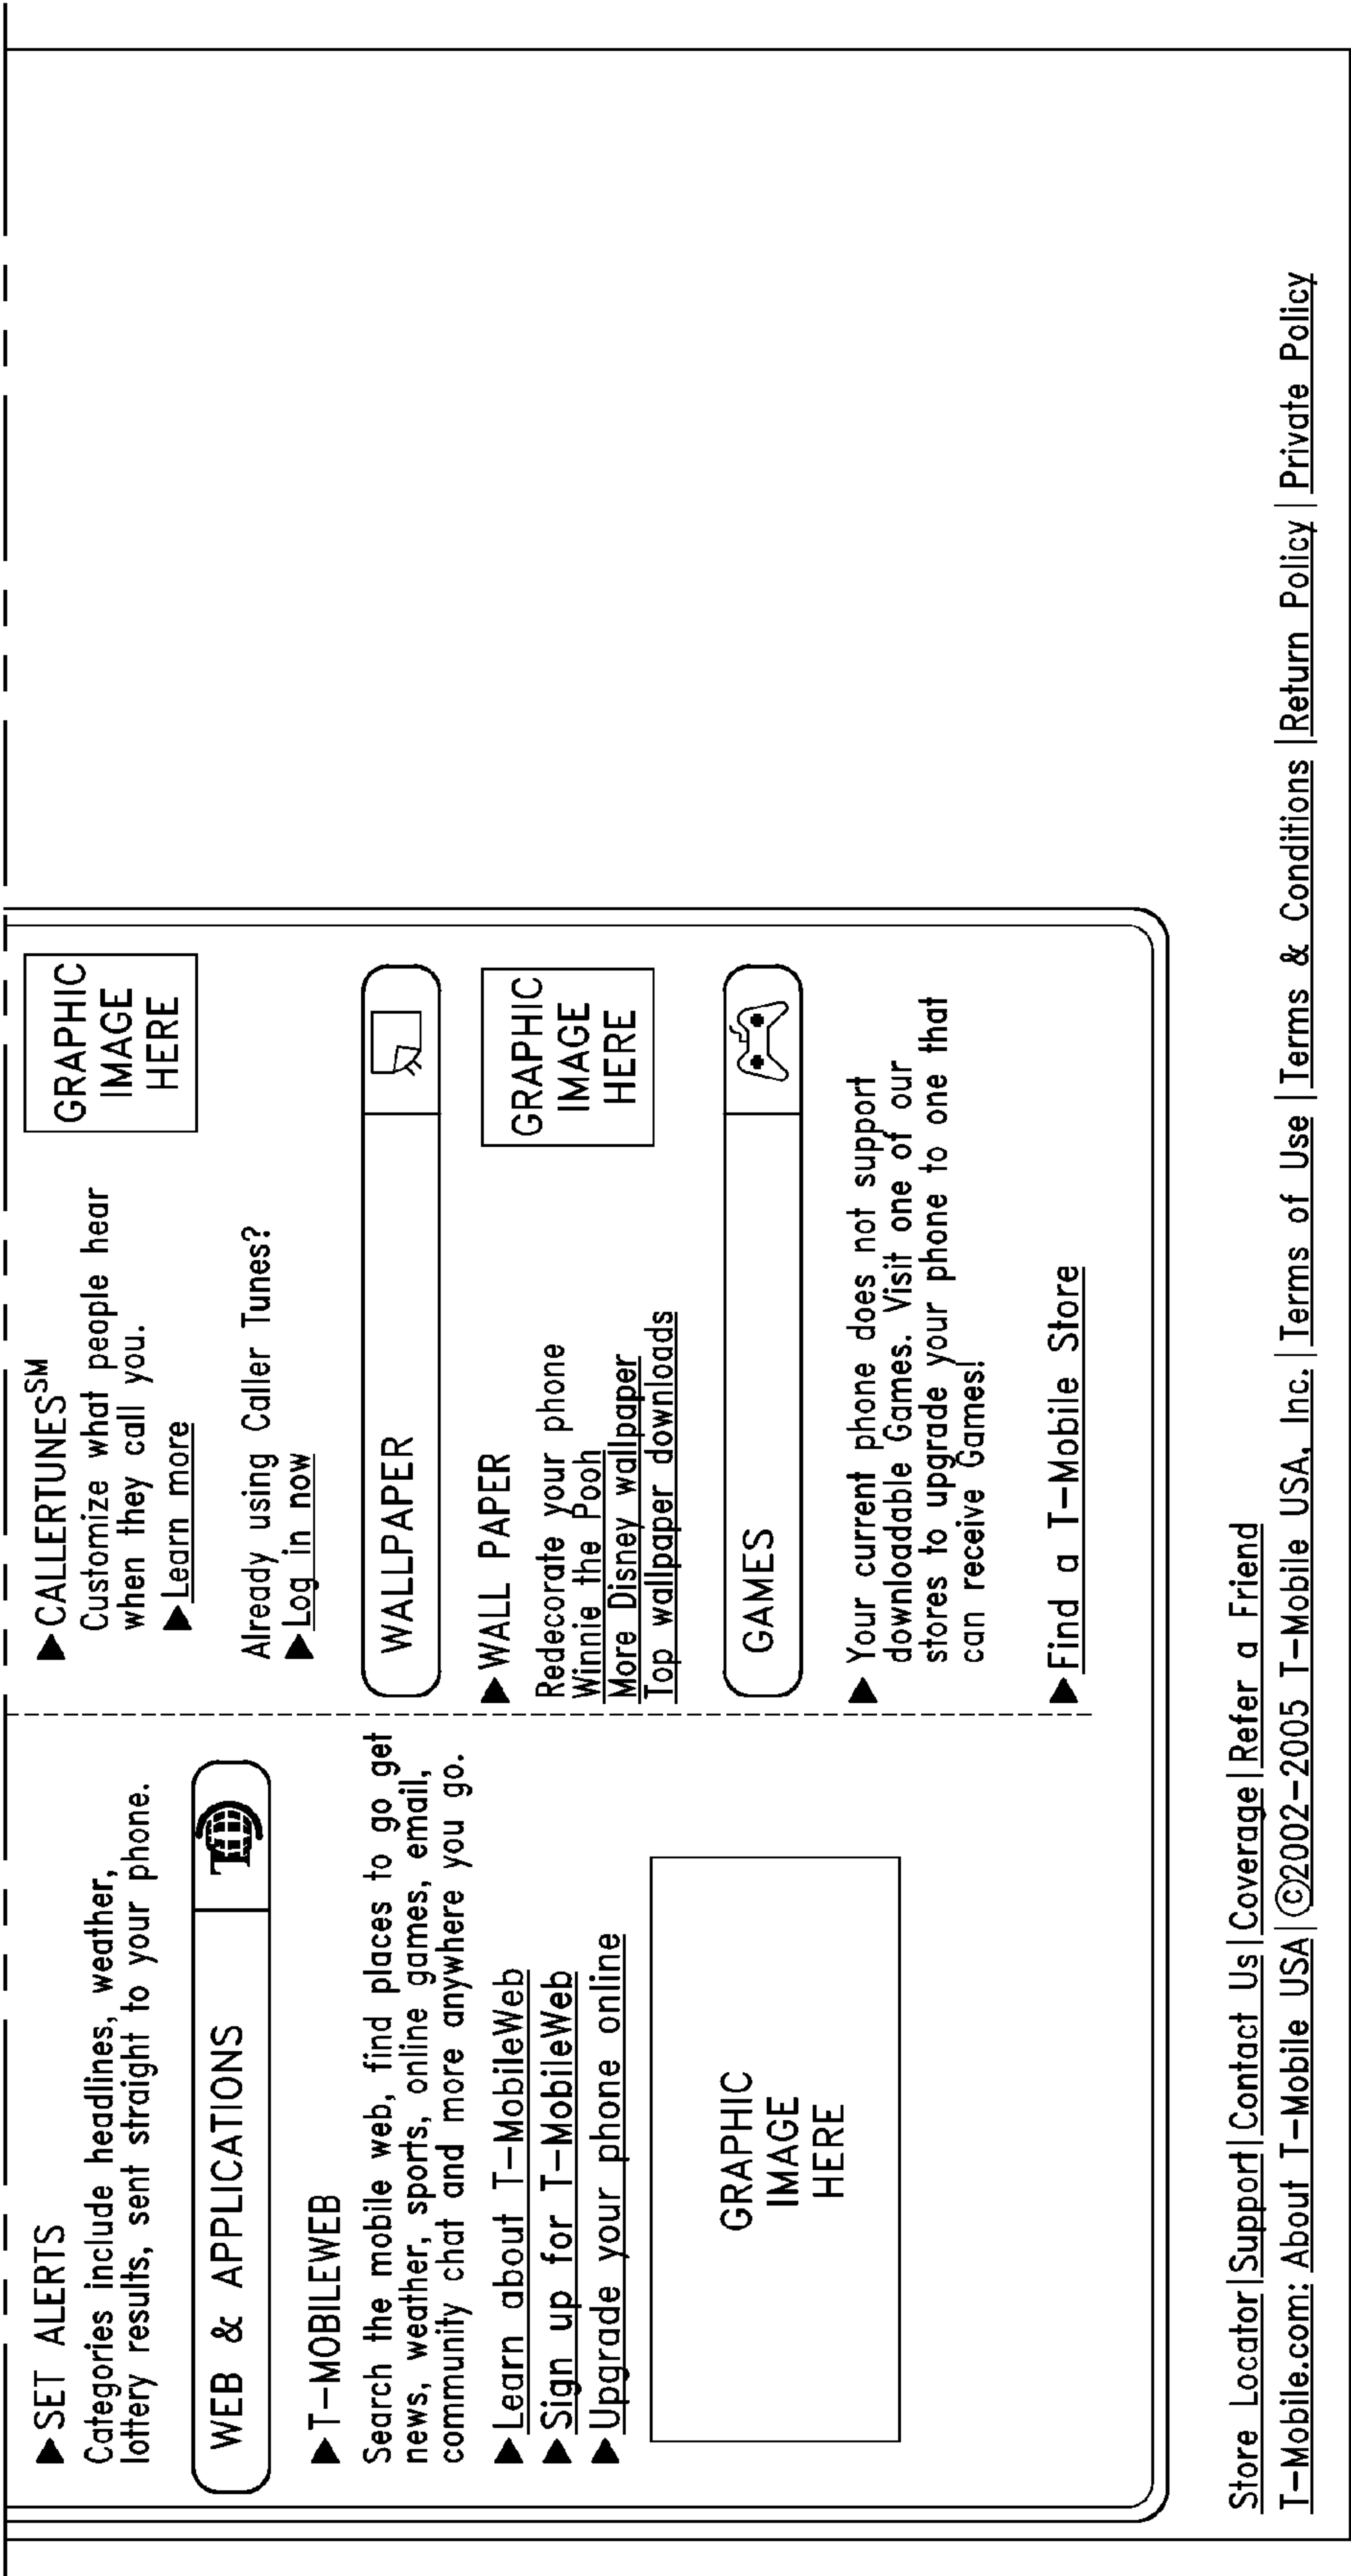 ▶SET ALERTS
Categories include headlines, weather,
lottery results, sent straight to your phone.
WEB & APPLICATIONS
T
▶T-MOBILEWEB
Search the mobile web, find places to go get
news, weather, sports, online games, email,
community chat and more anywhere you go.
▶Learn about T-MobileWeb
▶Sign up for T-MobileWeb
▶Upgrade your phone online
GRAPHIC
IMAGE
HERE
▶CALLERTUNES℠
Customize what people hear
when they call you.
▶Learn more
GRAPHIC
IMAGE
HERE
Already using Caller Tunes?
▶Log in now
WALLPAPER
▶WALL PAPER
Redecorate your phone
Winnie the Pooh
More Disney wallpaper
Top wallpaper downloads
GRAPHIC
IMAGE
HERE
GAMES
▶Your current phone does not support
downloadable Games. Visit one of our
stores to upgrade your phone to one that
can receive Games!
▶Find a T-Mobile Store
Store Locator|Support|Contact Us|Coverage|Refer a Friend
T-Mobile.com: About T-Mobile USA|©2002-2005 T-Mobile USA, Inc.|Terms of Use|Terms & Conditions|Return Policy|Private Policy